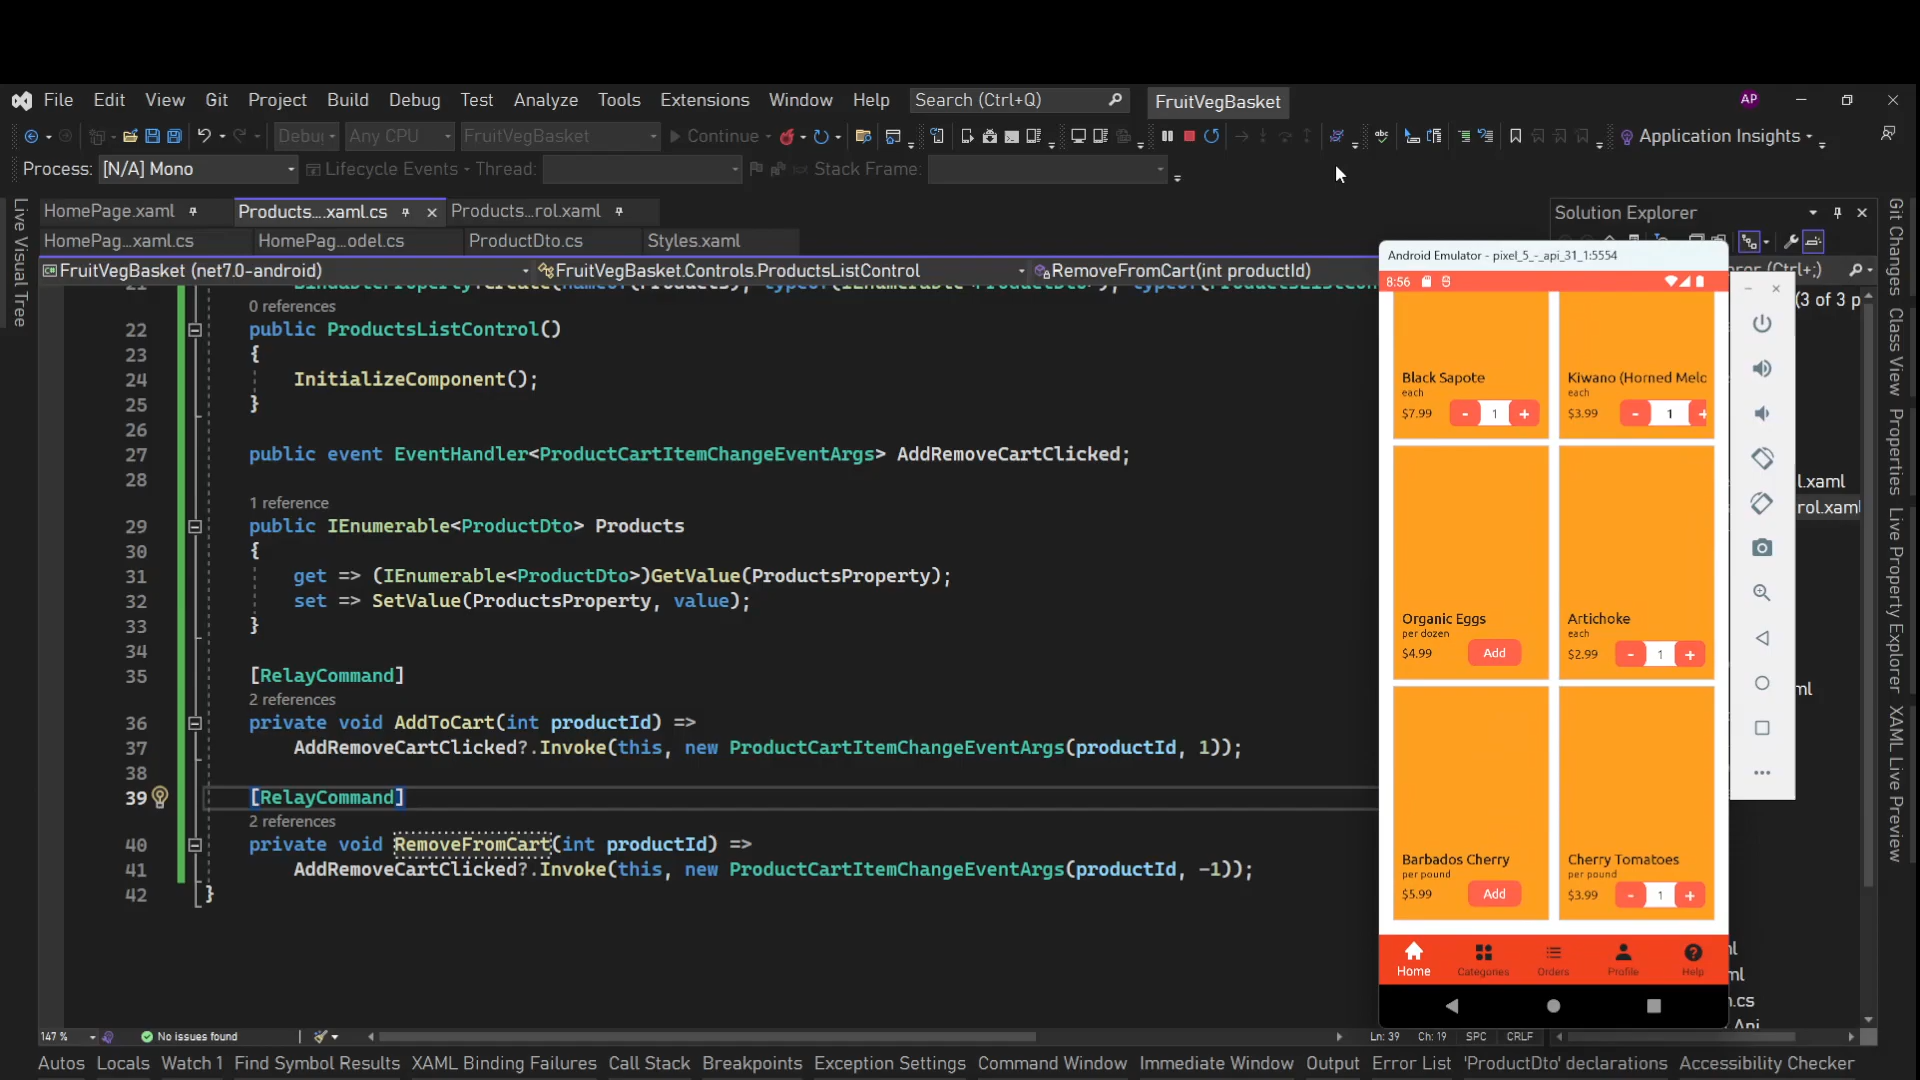 File Edit View Git Project Build Debug Test Analyze Tools Extensions Window Help Search (Ctrl+Q) FruitVegBasket AP
Debug Any CPU FruitVegBasket Continue Application Insights
Process: [N/A] Mono Lifecycle Events Thread: Stack Frame:
HomePage.xaml Products....xaml.cs Products...rol.xaml
HomePag...xaml.cs HomePag...odel.cs ProductDto.cs Styles.xaml
FruitVegBasket (net7.0-android) FruitVegBasket.Controls.ProductsListControl RemoveFromCart(int productId)
0 references
22 public ProductsListControl()
23 {
24 InitializeComponent();
25 }
26
27 public event EventHandler<ProductCartItemChangeEventArgs> AddRemoveCartClicked;
28
1 reference
29 public IEnumerable<ProductDto> Products
30 {
31 get => (IEnumerable<ProductDto>)GetValue(ProductsProperty);
32 set => SetValue(ProductsProperty, value);
33 }
34
35 [RelayCommand]
2 references
36 private void AddToCart(int productId) =>
37 AddRemoveCartClicked?.Invoke(this, new ProductCartItemChangeEventArgs(productId, 1));
38
39 [RelayCommand]
2 references
40 private void RemoveFromCart(int productId) =>
41 AddRemoveCartClicked?.Invoke(this, new ProductCartItemChangeEventArgs(productId, -1));
42 }
Live Visual Tree
Solution Explorer
(3 of 3 p
l.xaml
rol.xaml
Android Emulator - pixel_5_-_api_31_1:5554
8:56
Black Sapote
each
$7.99 - 1 +
Kiwano (Horned Melo
each
$3.99 - 1 +
Organic Eggs
per dozen
$4.99 Add
Artichoke
each
$2.99 - 1 +
Barbados Cherry
per pound
$5.99 Add
Cherry Tomatoes
per pound
$3.99 - 1 +
Home Categories Orders Profile Help
Git Changes
Class View
Properties
Live Property Explorer
XAML Live Preview
147 % No issues found Ln: 39 Ch: 19 SPC CRLF
Autos Locals Watch 1 Find Symbol Results XAML Binding Failures Call Stack Breakpoints Exception Settings Command Window Immediate Window Output Error List 'ProductDto' declarations Accessibility Checker